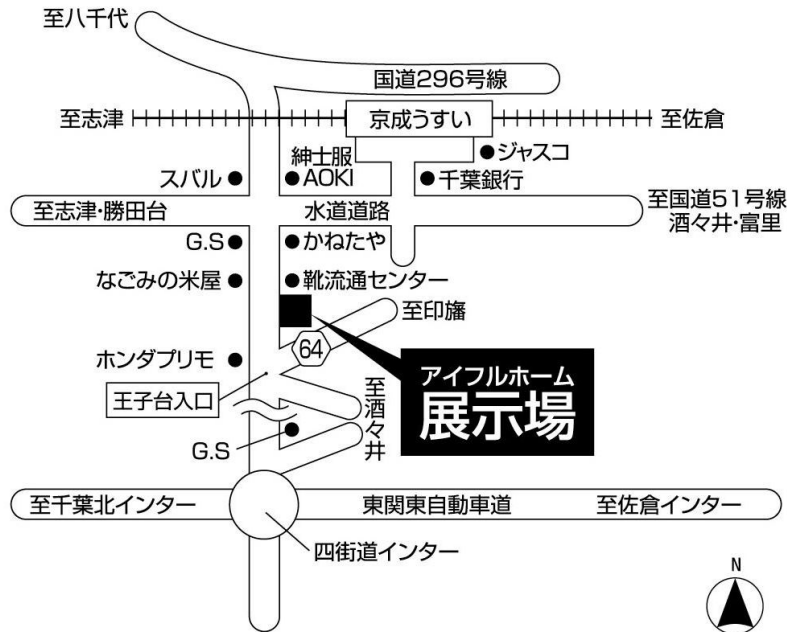 至八千代
国道296号線
至志津
京成うすい
至佐倉
紳士服
AOKI
ジャスコ
スバル
千葉銀行
至志津・勝田台
水道道路
至国道51号線
酒々井・富里
G.S
かねたや
なごみの米屋
靴流通センター
至印旛
64
ホンダプリモ
アイフルホーム
展示場
王子台入口
至酒々井
G.S
至千葉北インター
東関東自動車道
至佐倉インター
四街道インター
N